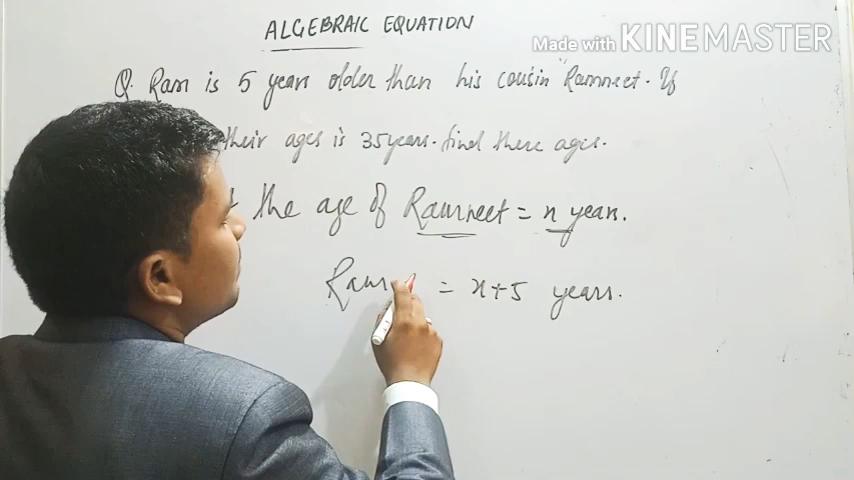 ALGEBRAIC EQUATION
Made with KINEMASTER
Q. Ram is 5 years older than his cousin "Ramneet. If
their ages is 35 years. find there ages.
the age of Ramneet = x years.
Ram = x+5 years.